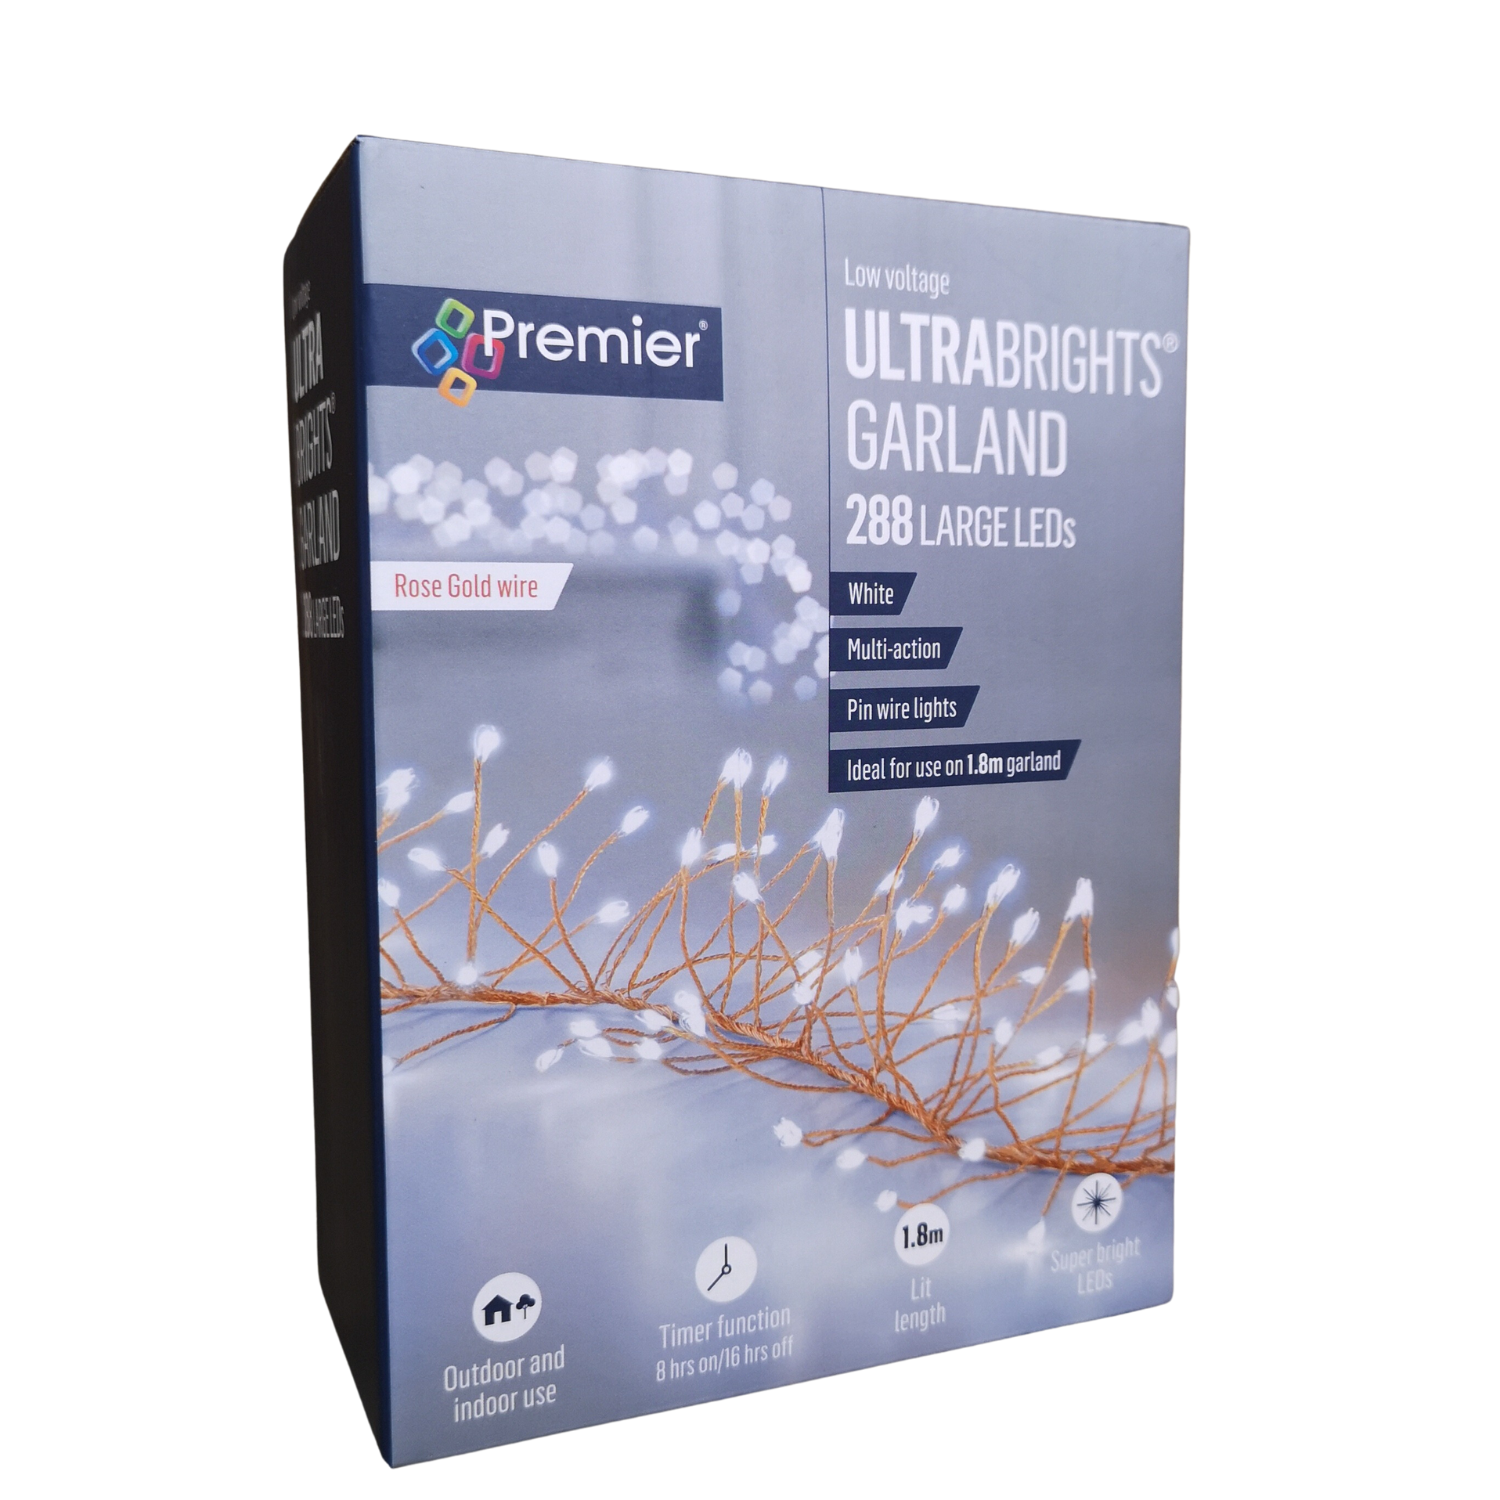 Low voltage
ULTRA
BRIGHTS®
GARLAND
288 LARGE LEDs
Premier®
Rose Gold wire
Low voltage
ULTRABRIGHTS®
GARLAND
288 LARGE LEDs
White
Multi-action
Pin wire lights
Ideal for use on 1.8m garland
Outdoor and
indoor use
Timer function
8 hrs on/16 hrs off
1.8m
Lit
length
Super bright
LEDs